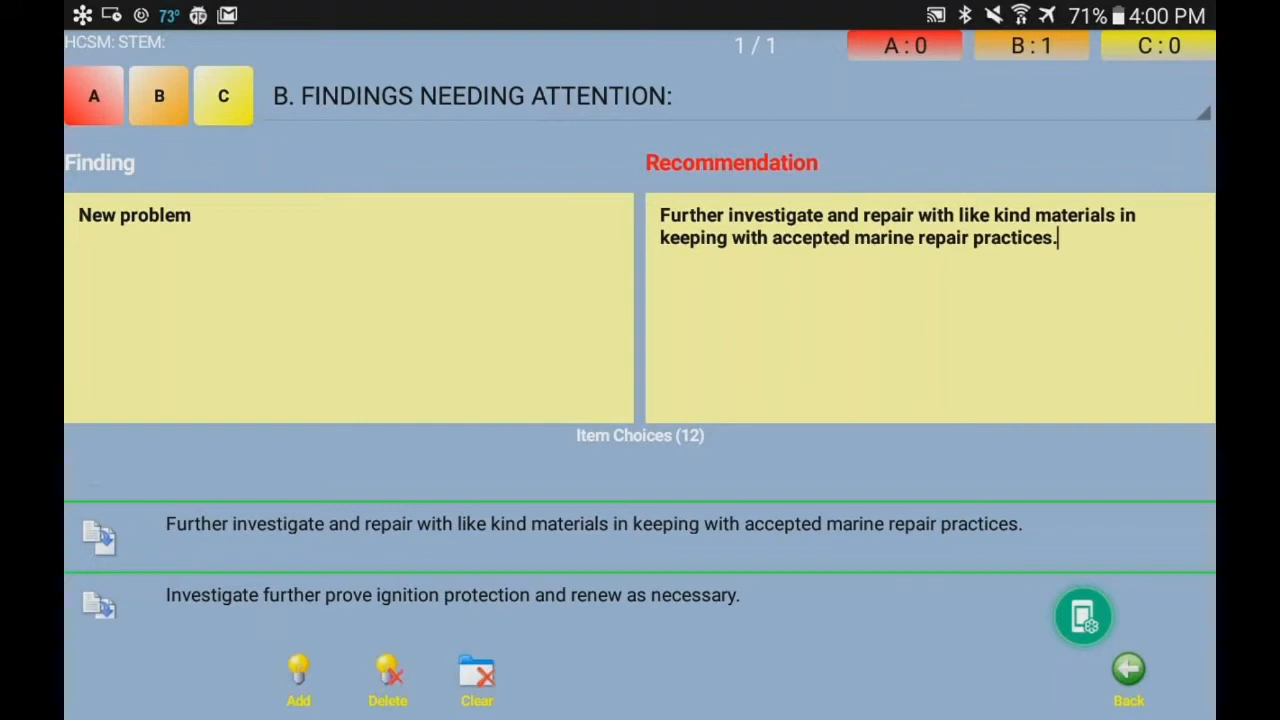 73° 71% 4:00 PM
HCSM: STEM: 1 / 1 A : 0 B : 1 C : 0
A B C B. FINDINGS NEEDING ATTENTION:
Finding Recommendation
New problem
Further investigate and repair with like kind materials in
keeping with accepted marine repair practices.
Item Choices (12)
Further investigate and repair with like kind materials in keeping with accepted marine repair practices.
Investigate further prove ignition protection and renew as necessary.
Add Delete Clear Back